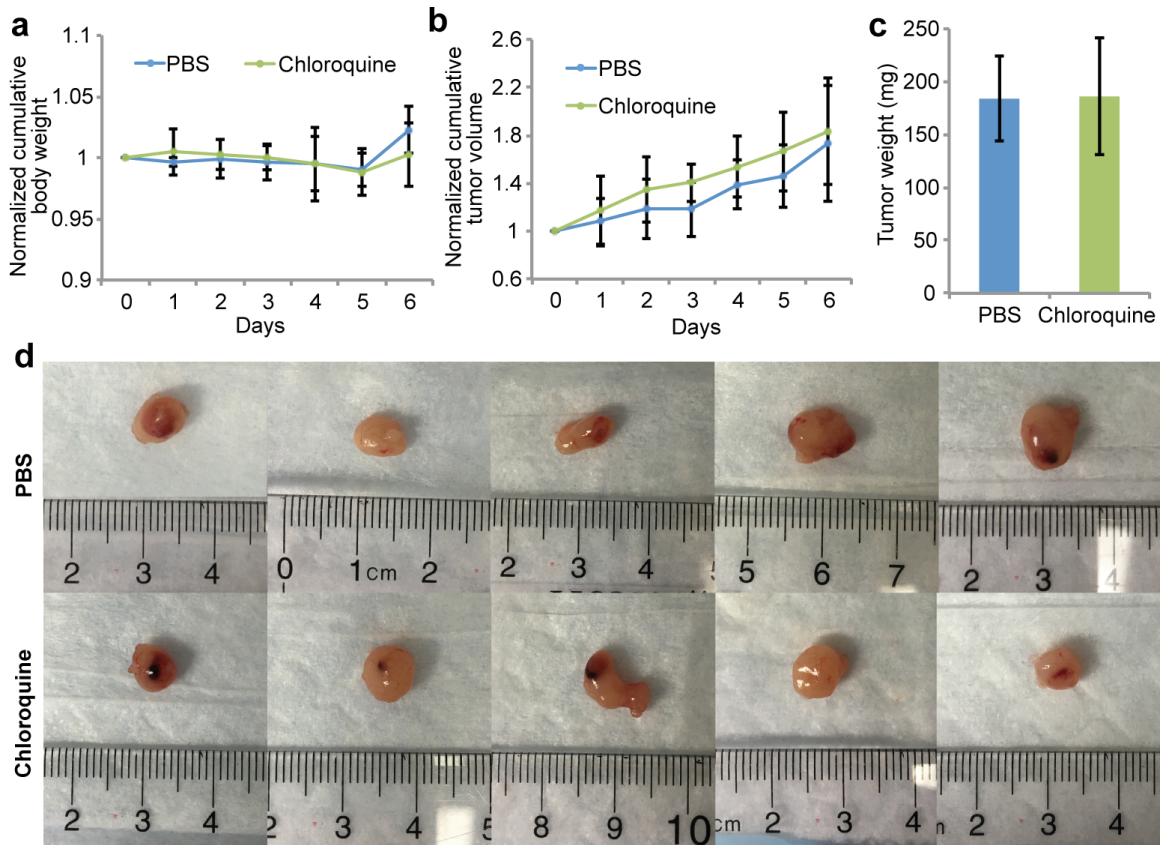 a
1.1
1.05
1
0.95
0.9
Normalized cumulative
body weight
PBS
Chloroquine
0 1 2 3 4 5 6
Days
b
2.6
2.2
1.8
1.4
1
0.6
Normalized cumulative
tumor volume
PBS
Chloroquine
0 1 2 3 4 5 6
Days
c
250
200
150
100
50
0
Tumor weight (mg)
PBS Chloroquine
d
PBS
2 3 4
0 1cm 2
2 3 4
5 6 7
2 3 4
Chloroquine
2 3 4
2 3 4 5
8 9 10
cm 2 3 4
2 3 4